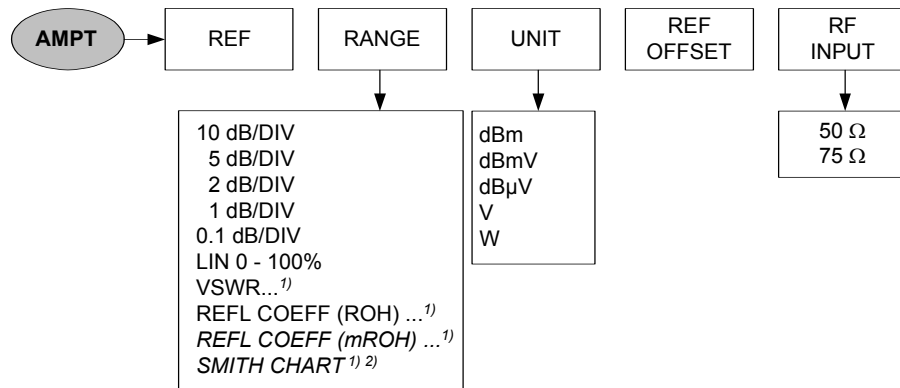 AMPT
REF
RANGE
UNIT
REF
OFFSET
RF
INPUT
10 dB/DIV
5 dB/DIV
2 dB/DIV
1 dB/DIV
0.1 dB/DIV
LIN 0 - 100%
VSWR...1)
REFL COEFF (ROH) ...1)
REFL COEFF (mROH) ...1)
SMITH CHART 1) 2)
dBm
dBmV
dBµV
V
W
50 Ω
75 Ω